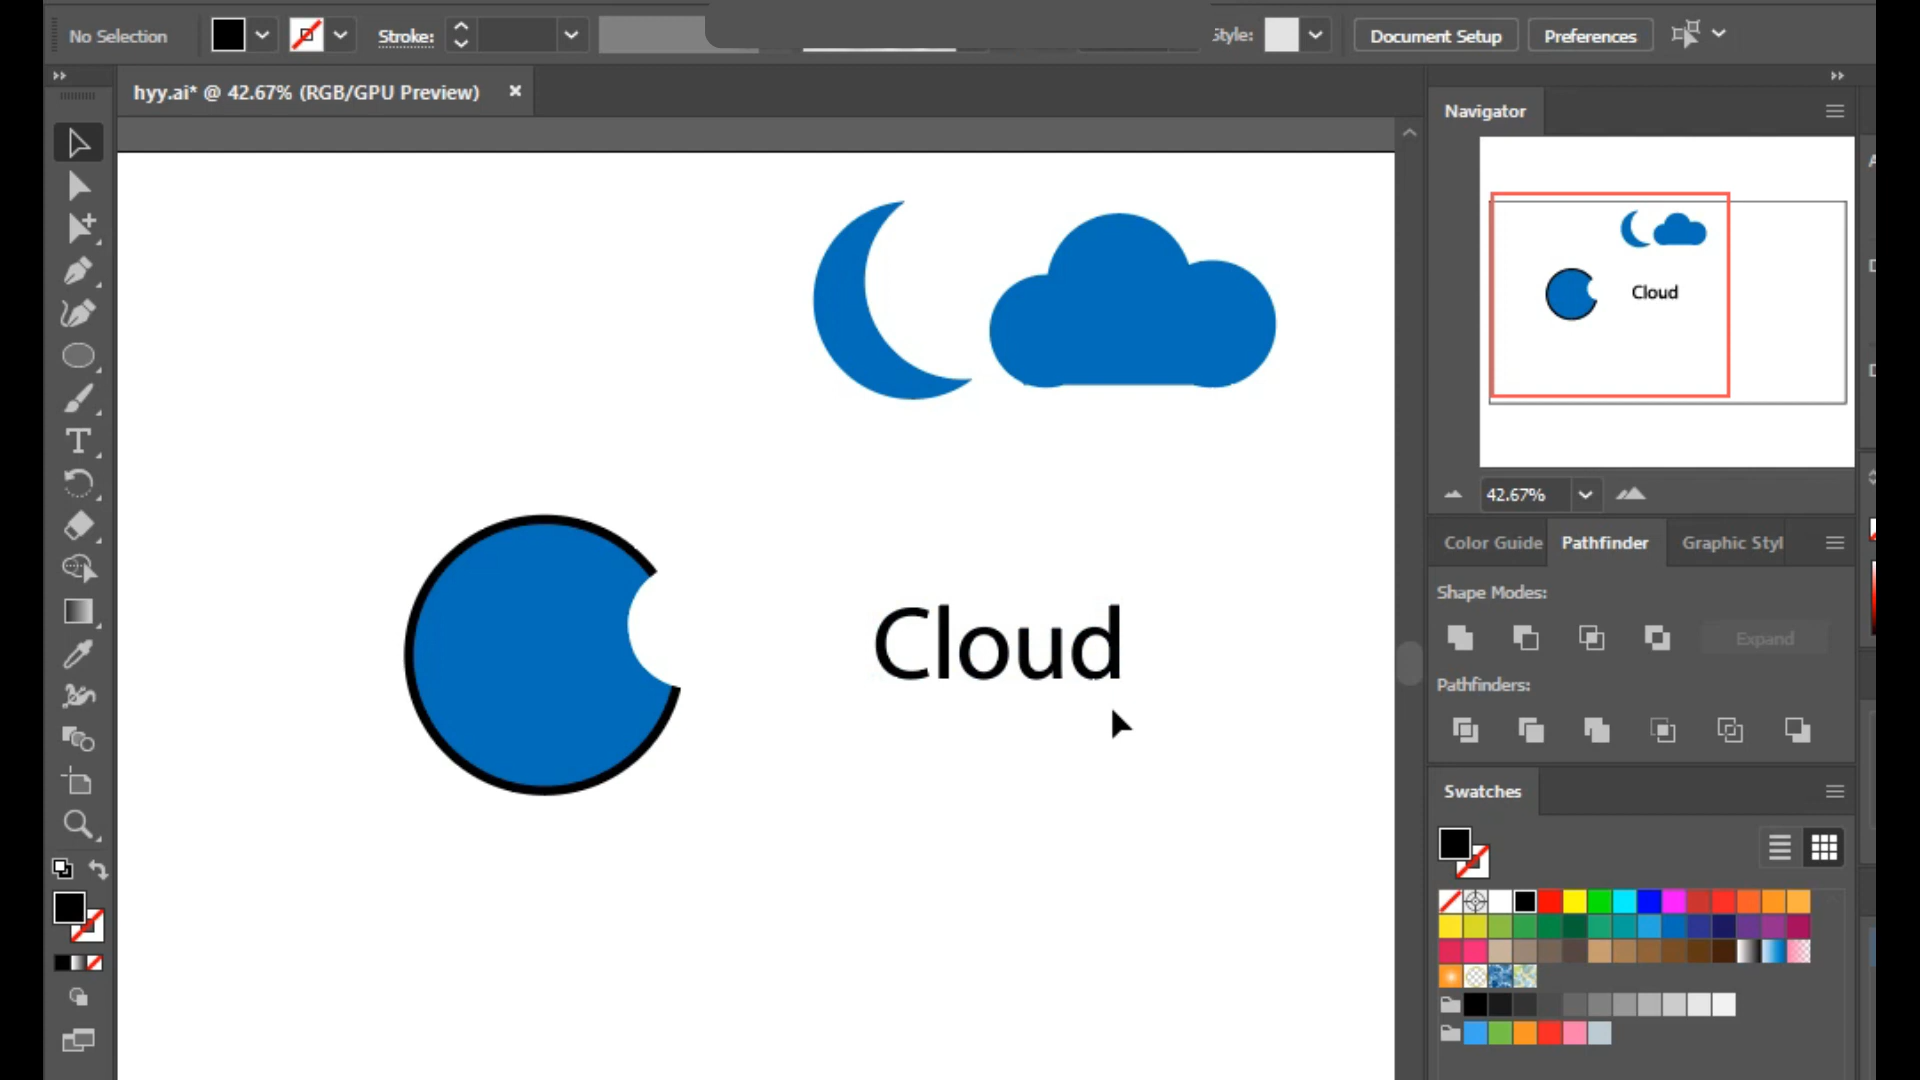 No Selection
Stroke:
Style:
Document Setup
Preferences
hyy.ai* @ 42.67% (RGB/GPU Preview)
Navigator
Cloud
42.67%
Color Guide
Pathfinder
Graphic Styl
Shape Modes:
Expand
Cloud
Pathfinders:
Swatches